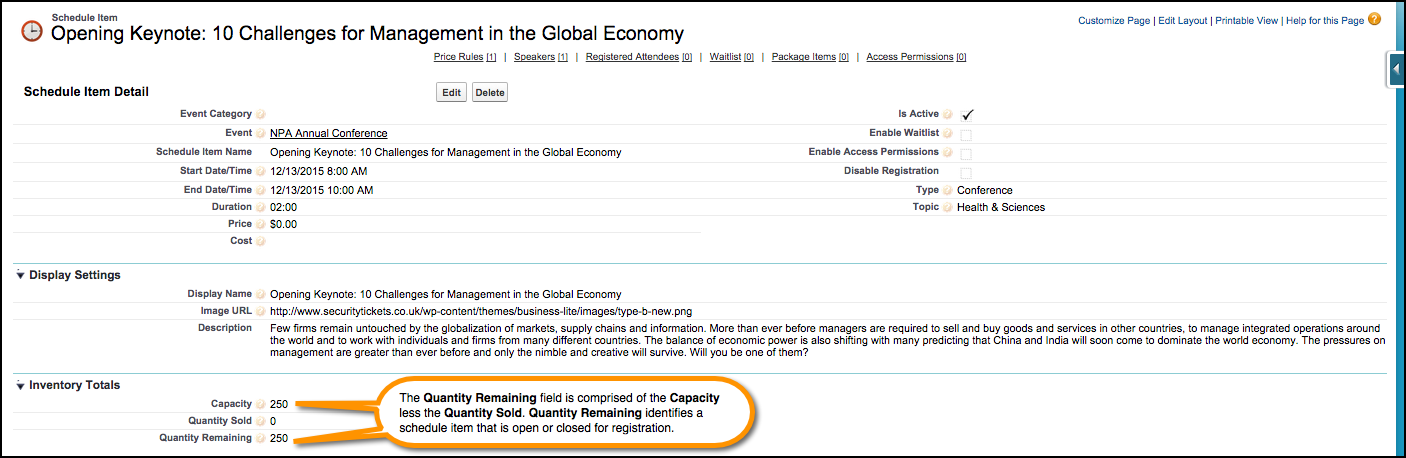 Schedule Item
Opening Keynote: 10 Challenges for Management in the Global Economy
Customize Page | Edit Layout | Printable View | Help for this Page ?
Price Rules [1] | Speakers [1] | Registered Attendees [0] | Waitlist [0] | Package Items [0] | Access Permissions [0]
Schedule Item Detail
Edit Delete
Event Category ?
Event ? NPA Annual Conference
Schedule Item Name Opening Keynote: 10 Challenges for Management in the Global Economy
Start Date/Time ? 12/13/2015 8:00 AM
End Date/Time ? 12/13/2015 10:00 AM
Duration ? 02:00
Price ? $0.00
Cost ?
Is Active ?
Enable Waitlist ?
Enable Access Permissions ?
Disable Registration
Type ? Conference
Topic ? Health & Sciences
Display Settings
Display Name ? Opening Keynote: 10 Challenges for Management in the Global Economy
Image URL ? http://www.securitytickets.co.uk/wp-content/themes/business-lite/images/type-b-new.png
Description ? Few firms remain untouched by the globalization of markets, supply chains and information. More than ever before managers are required to sell and buy goods and services in other countries, to manage integrated operations around
the world and to work with individuals and firms from many different countries. The balance of economic power is also shifting with many predicting that China and India will soon come to dominate the world economy. The pressures on
management are greater than ever before and only the nimble and creative will survive. Will you be one of them?
Inventory Totals
Capacity ? 250
Quantity Sold ? 0
Quantity Remaining ? 250
The Quantity Remaining field is comprised of the Capacity
less the Quantity Sold. Quantity Remaining identifies a
schedule item that is open or closed for registration.